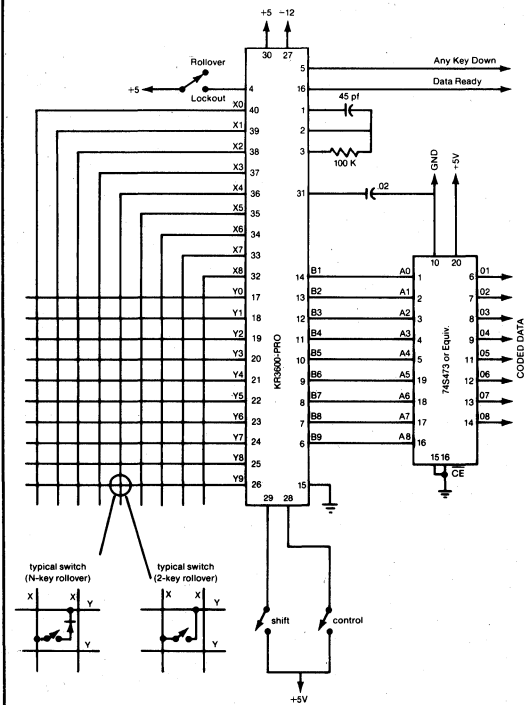 +5 -12
30 27
5 Any Key Down
Rollover
+5
Lockout
4
16 Data Ready
45 pf
X0 40 1
X1 39 2
X2 38 3
100 K
X3 37
X4 36 31 .02
GND
+5V
X5 35
X6 34
X7 33
10 20
X8 32 14 B1 A0 1 6 01
Y0 17 13 B2 A1 2 7 02
Y1 18 12 B3 A2 3 8 03
Y2 19 11 B4 A3 4 9 04
Y3 20 10 B5 A4 5 11 05
Y4 21 9 B6 A5 19 12 06
Y5 22 8 B7 A6 18 13 07
Y6 23 7 B8 A7 17 14 08
Y7 24 6 B9 A8 16
Y8 25
Y9 26 15
KR3600-PRO
74S473 or Equiv.
CODED DATA
15 16
CE
29 28
typical switch
(N-key rollover)
typical switch
(2-key rollover)
X X Y
Y
X X Y
Y
shift
control
+5V